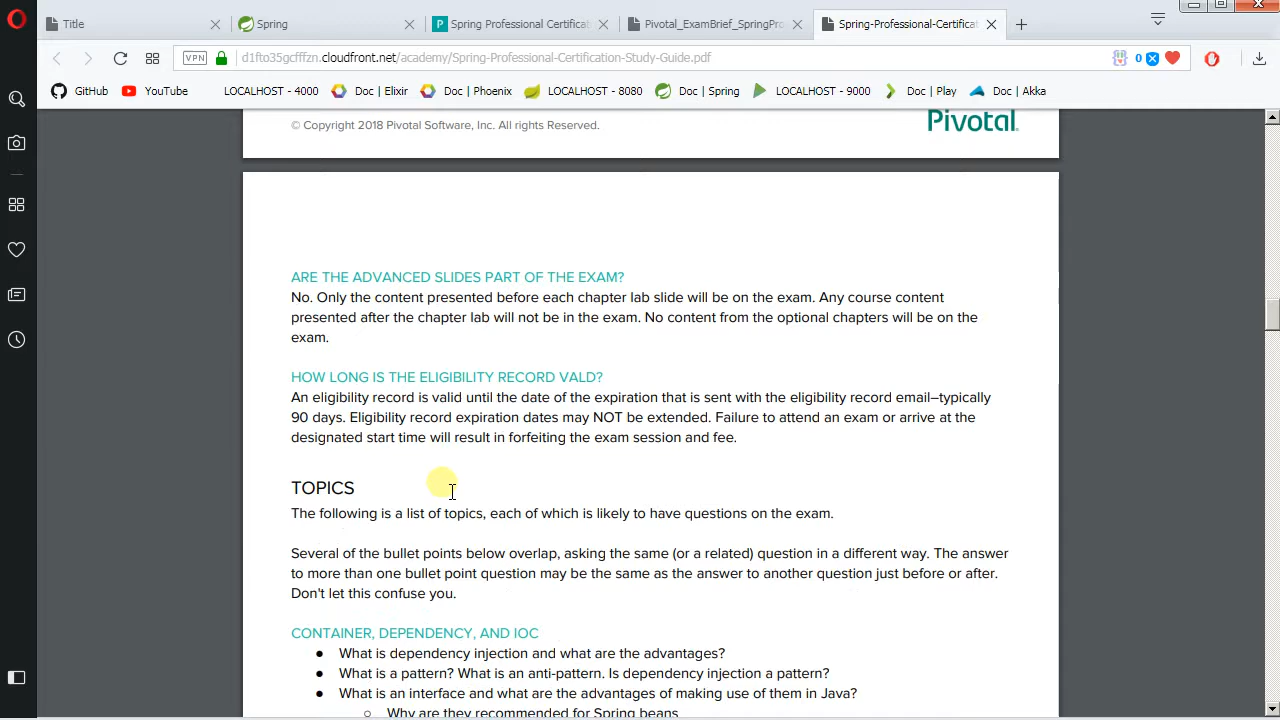 Title
Spring
Spring Professional Certificat
Pivotal_ExamBrief_SpringPro
Spring-Professional-Certifica
VPN
d1fto35gcfffzn.cloudfront.net/academy/Spring-Professional-Certification-Study-Guide.pdf
0
GitHub
YouTube
LOCALHOST - 4000
Doc | Elixir
Doc | Phoenix
LOCALHOST - 8080
Doc | Spring
LOCALHOST - 9000
Doc | Play
Doc | Akka
© Copyright 2018 Pivotal Software, Inc. All rights Reserved.
Pivotal
ARE THE ADVANCED SLIDES PART OF THE EXAM?
No. Only the content presented before each chapter lab slide will be on the exam. Any course content
presented after the chapter lab will not be in the exam. No content from the optional chapters will be on the
exam.
HOW LONG IS THE ELIGIBILITY RECORD VALD?
An eligibility record is valid until the date of the expiration that is sent with the eligibility record email–typically
90 days. Eligibility record expiration dates may NOT be extended. Failure to attend an exam or arrive at the
designated start time will result in forfeiting the exam session and fee.
TOPICS
The following is a list of topics, each of which is likely to have questions on the exam.
Several of the bullet points below overlap, asking the same (or a related) question in a different way. The answer
to more than one bullet point question may be the same as the answer to another question just before or after.
Don't let this confuse you.
CONTAINER, DEPENDENCY, AND IOC
● What is dependency injection and what are the advantages?
● What is a pattern? What is an anti-pattern. Is dependency injection a pattern?
● What is an interface and what are the advantages of making use of them in Java?
○ Why are they recommended for Spring beans